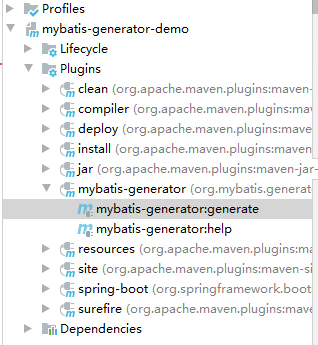 Profiles
mybatis-generator-demo
Lifecycle
Plugins
clean (org.apache.maven.plugins:maven-
compiler (org.apache.maven.plugins:ma
deploy (org.apache.maven.plugins:mave
install (org.apache.maven.plugins:maven
jar (org.apache.maven.plugins:maven-jar-
mybatis-generator (org.mybatis.generato
mybatis-generator:generate
mybatis-generator:help
resources (org.apache.maven.plugins:ma
site (org.apache.maven.plugins:maven-si
spring-boot (org.springframework.boot
surefire (org.apache.maven.plugins:mave
Dependencies